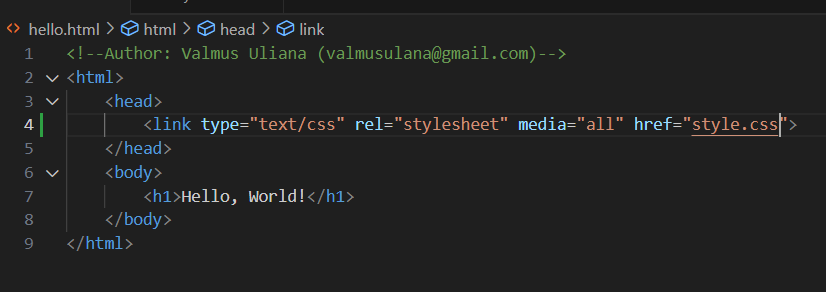 hello.html > html > head > link
1 <!--Author: Valmus Uliana (valmusulana@gmail.com)-->
2 <html>
3 <head>
4 <link type="text/css" rel="stylesheet" media="all" href="style.css">
5 </head>
6 <body>
7 <h1>Hello, World!</h1>
8 </body>
9 </html>